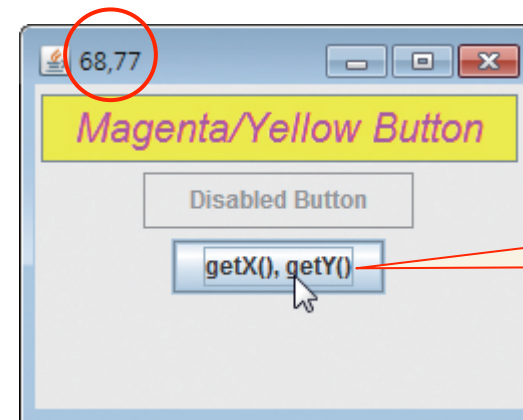 68,77
Magenta/Yellow Button
Disabled Button
getX(), getY()